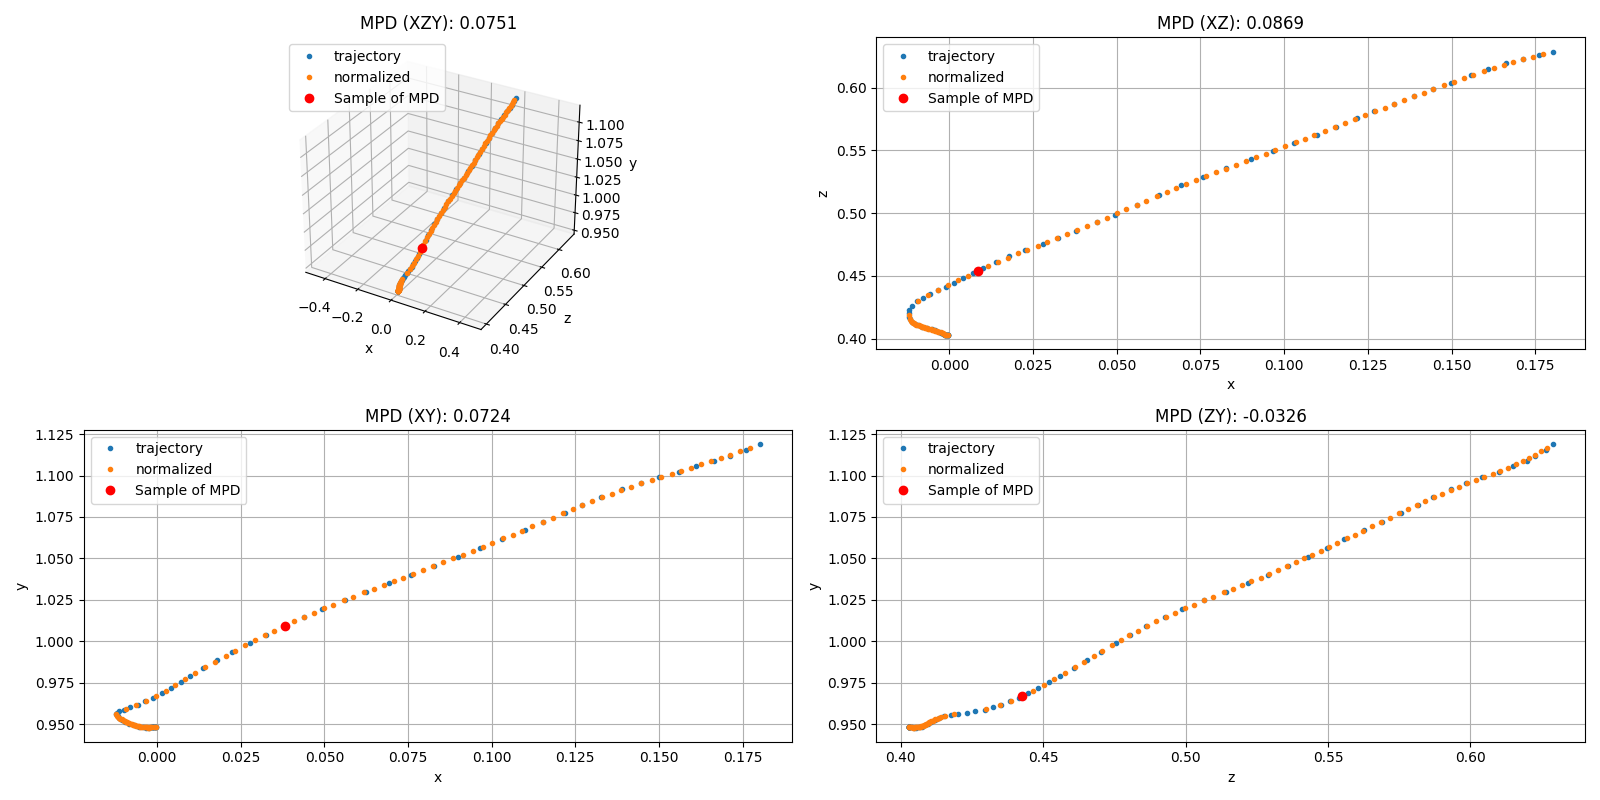 MPD (XZY): 0.0751
trajectory
normalized
Sample of MPD
1.100
1.075
1.050
1.025
1.000
0.975
0.950
y
−0.4
−0.2
0.0
0.2
0.4
x
0.40
0.45
0.50
0.55
0.60
z
MPD (XZ): 0.0869
trajectory
normalized
Sample of MPD
0.60
0.55
0.50
0.45
0.40
z
0.000 0.025 0.050 0.075 0.100 0.125 0.150 0.175
x
MPD (XY): 0.0724
trajectory
normalized
Sample of MPD
1.125
1.100
1.075
1.050
1.025
1.000
0.975
0.950
y
0.000 0.025 0.050 0.075 0.100 0.125 0.150 0.175
x
MPD (ZY): -0.0326
trajectory
normalized
Sample of MPD
1.125
1.100
1.075
1.050
1.025
1.000
0.975
0.950
y
0.40 0.45 0.50 0.55 0.60
z